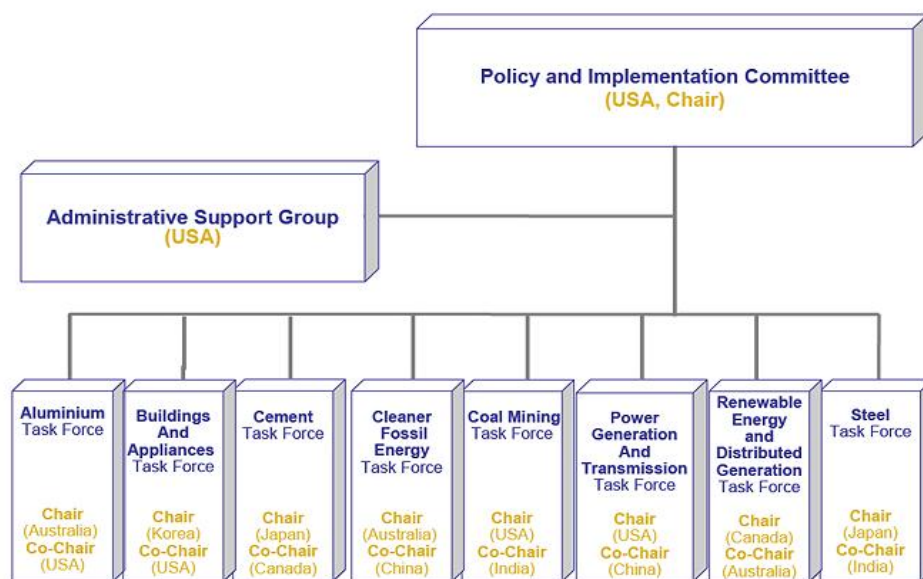 Policy and Implementation Committee
(USA, Chair)
Administrative Support Group
(USA)
Aluminium
Task Force
Chair
(Australia)
Co-Chair
(USA)
Buildings
And
Appliances
Task Force
Chair
(Korea)
Co-Chair
(USA)
Cement
Task Force
Chair
(Japan)
Co-Chair
(Canada)
Cleaner
Fossil
Energy
Task Force
Chair
(Australia)
Co-Chair
(China)
Coal Mining
Task Force
Chair
(USA)
Co-Chair
(India)
Power
Generation
And
Transmission
Task Force
Chair
(USA)
Co-Chair
(China)
Renewable
Energy
and
Distributed
Generation
Task Force
Chair
(Canada)
Co-Chair
(Australia)
Steel
Task Force
Chair
(Japan)
Co-Chair
(India)